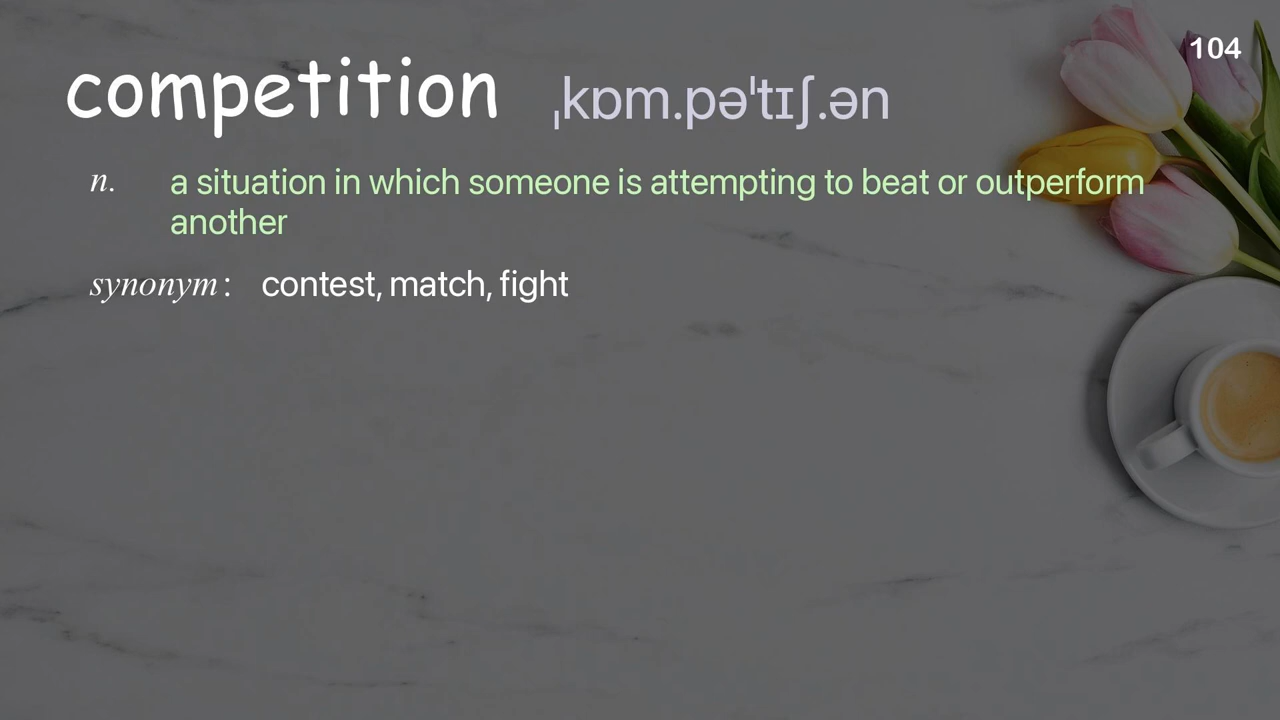 104
competition ˌkɒm.pəˈtɪʃ.ən
n. a situation in which someone is attempting to beat or outperform
another
synonym: contest, match, fight